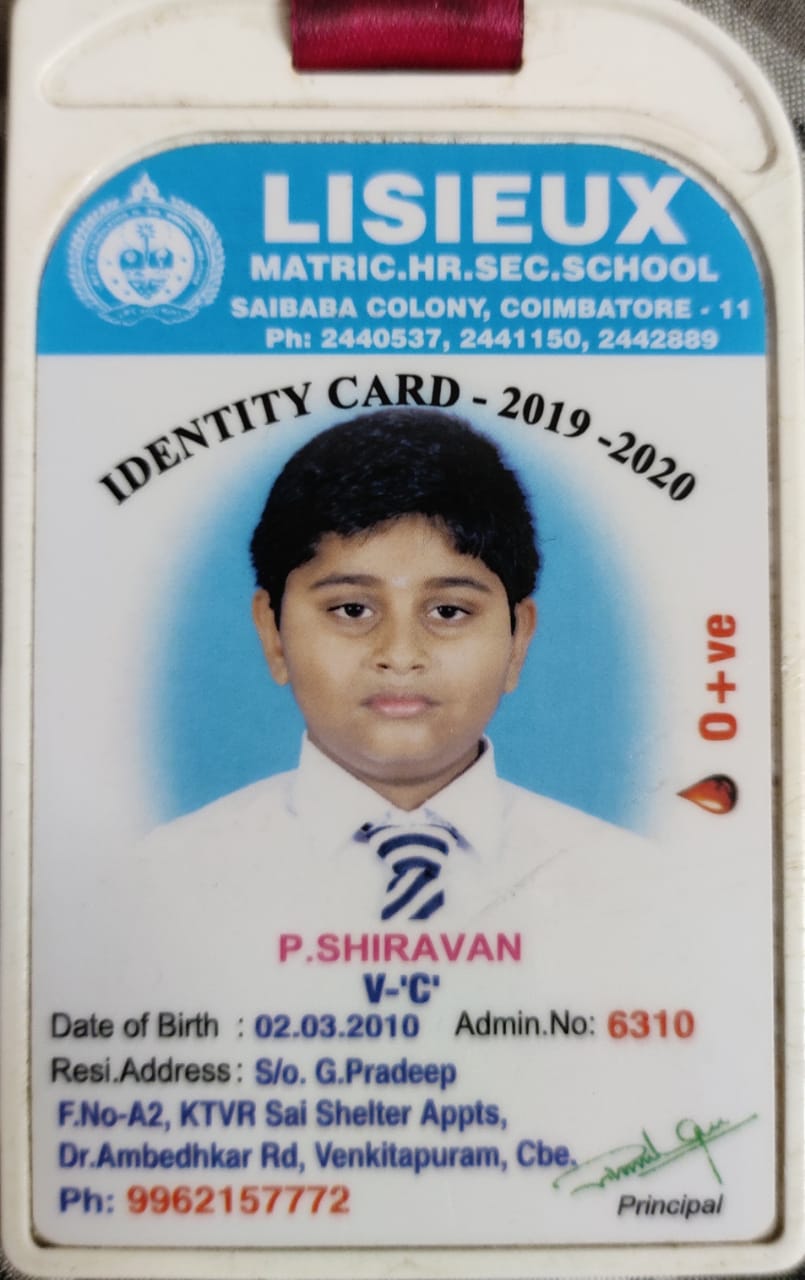 LISIEUX
MATRIC.HR.SEC.SCHOOL
SAIBABA COLONY, COIMBATORE - 11
Ph: 2440537, 2441150, 2442889
IDENTITY CARD - 2019 -2020
O+ve
P.SHIRAVAN
V-'C'
Date of Birth : 02.03.2010 Admin.No: 6310
Resi.Address : S/o. G.Pradeep
F.No-A2, KTVR Sai Shelter Appts,
Dr.Ambedhkar Rd, Venkitapuram, Cbe.
Ph: 9962157772
Principal